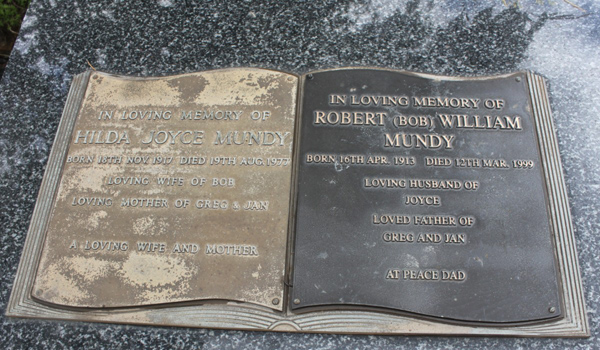 IN LOVING MEMORY OF
HILDA JOYCE MUNDY
BORN 18TH NOV. 1917 DIED 19TH AUG. 1977
LOVING WIFE OF BOB
LOVING MOTHER OF GREG & JAN
A LOVING WIFE AND MOTHER
IN LOVING MEMORY OF
ROBERT (BOB) WILLIAM
MUNDY
BORN 16TH APR. 1913 DIED 12TH MAR. 1999
LOVING HUSBAND OF
JOYCE
LOVED FATHER OF
GREG AND JAN
AT PEACE DAD